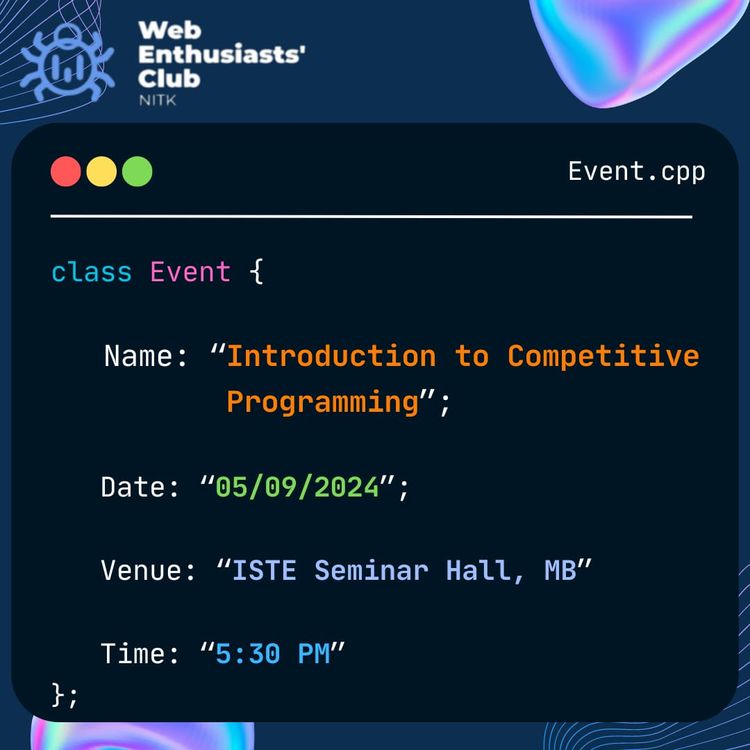 Web
Enthusiasts'
Club
NITK
Event.cpp
class Event {
Name: “Introduction to Competitive
Programming”;
Date: “05/09/2024”;
Venue: “ISTE Seminar Hall, MB”
Time: “5:30 PM”
};